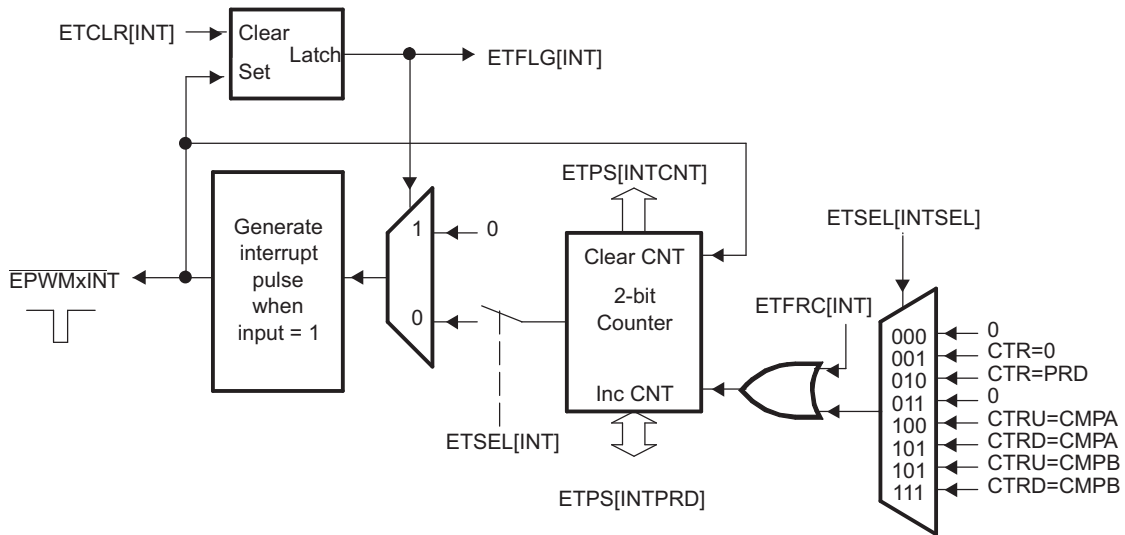 ETCLR[INT]
Clear
Latch
Set
ETFLG[INT]
ETPS[INTCNT]
ETSEL[INTSEL]
Generate
interrupt
pulse
when
input = 1
EPWMxINT
1
0
0
Clear CNT
2-bit
Counter
Inc CNT
ETFRC[INT]
ETSEL[INT]
ETPS[INTPRD]
000
001
010
011
100
101
101
111
0
CTR=0
CTR=PRD
0
CTRU=CMPA
CTRD=CMPA
CTRU=CMPB
CTRD=CMPB